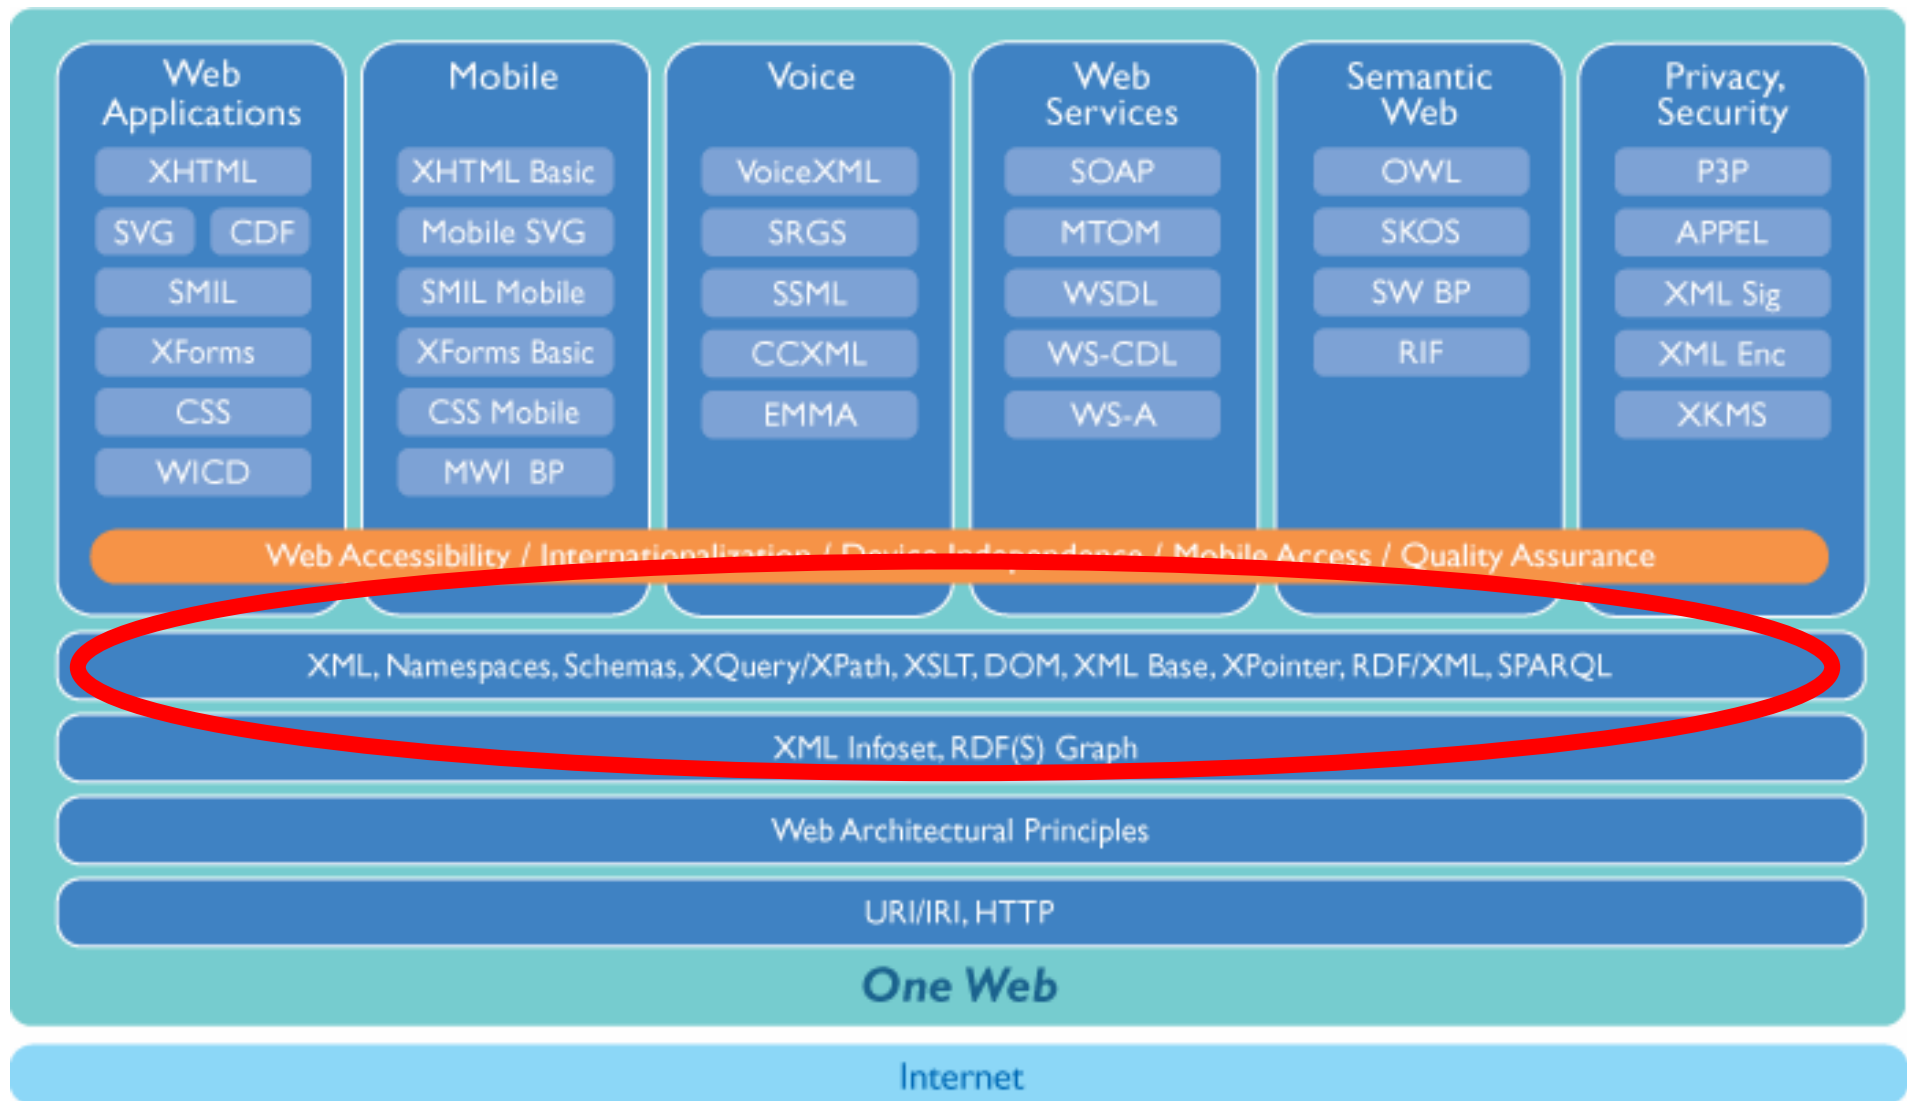 Web
Applications
XHTML
SVG CDF
SMIL
XForms
CSS
WICD
Mobile
XHTML Basic
Mobile SVG
SMIL Mobile
XForms Basic
CSS Mobile
MWI BP
Voice
VoiceXML
SRGS
SSML
CCXML
EMMA
Web
Services
SOAP
MTOM
WSDL
WS-CDL
WS-A
Semantic
Web
OWL
SKOS
SW BP
RIF
Privacy,
Security
P3P
APPEL
XML Sig
XML Enc
XKMS
Web Accessibility / Internationalization / Device Independence / Mobile Access / Quality Assurance
XML, Namespaces, Schemas, XQuery/XPath, XSLT, DOM, XML Base, XPointer, RDF/XML, SPARQL
XML Infoset, RDF(S) Graph
Web Architectural Principles
URI/IRI, HTTP
One Web
Internet